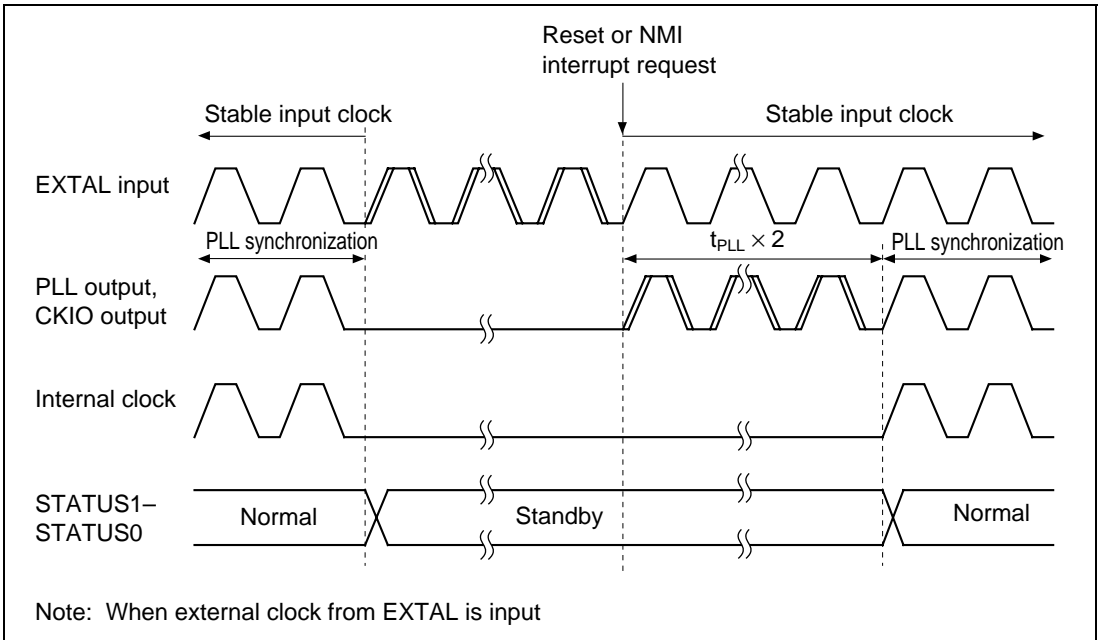 Reset or NMI
interrupt request
Stable input clock
Stable input clock
EXTAL input
PLL synchronization
tPLL × 2
PLL synchronization
PLL output,
CKIO output
Internal clock
STATUS1–
STATUS0
Normal
Standby
Normal
Note: When external clock from EXTAL is input